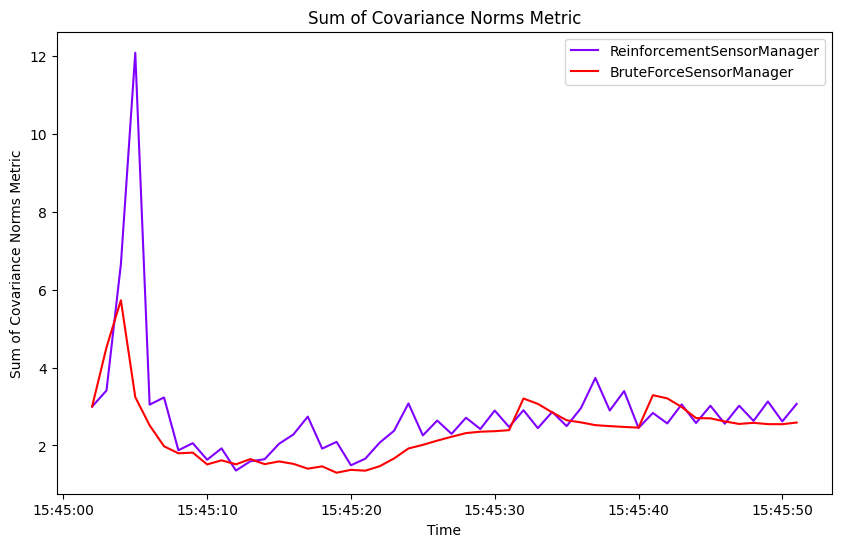 Sum of Covariance Norms Metric
ReinforcementSensorManager
BruteForceSensorManager
Sum of Covariance Norms Metric
12
10
8
6
4
2
15:45:00 15:45:10 15:45:20 15:45:30 15:45:40 15:45:50
Time